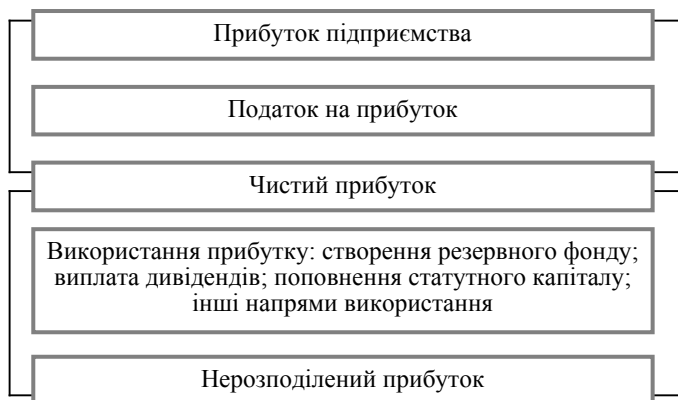 Прибуток підприємства
Податок на прибуток
Чистий прибуток
Використання прибутку: створення резервного фонду;
виплата дивідендів; поповнення статутного капіталу;
інші напрями використання
Нерозподілений прибуток